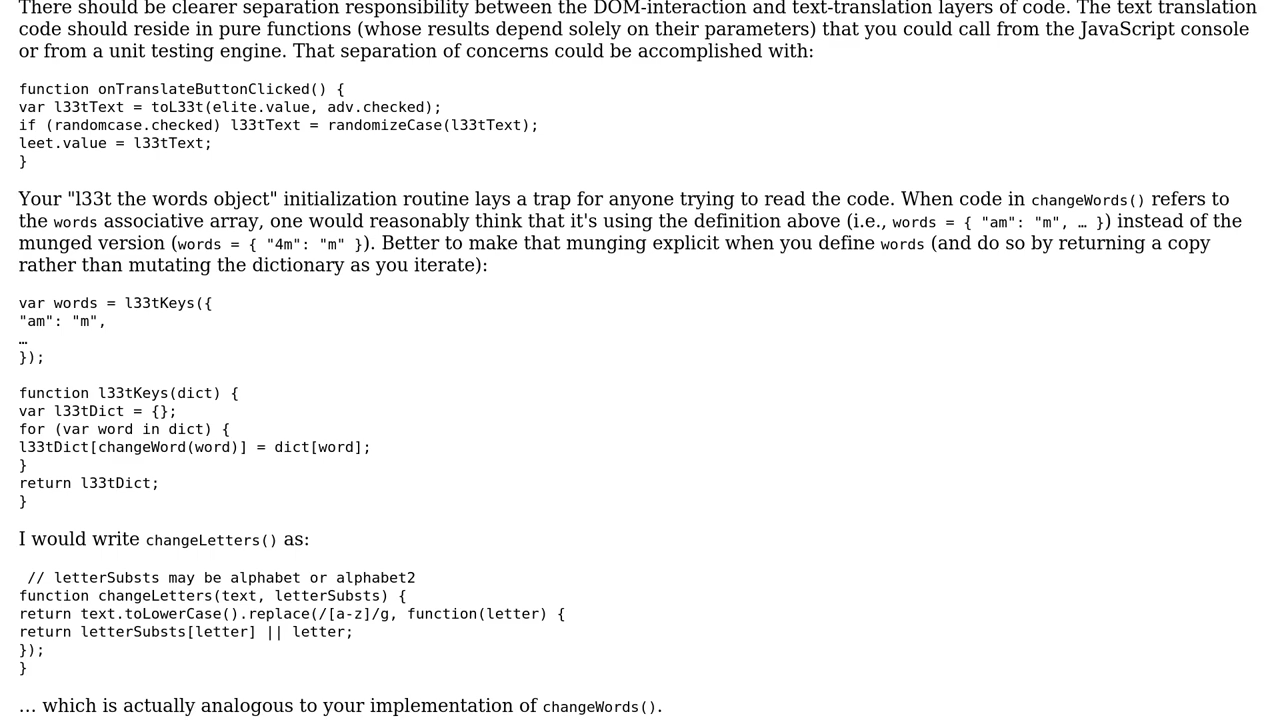 There should be clearer separation responsibility between the DOM-interaction and text-translation layers of code. The text translation
code should reside in pure functions (whose results depend solely on their parameters) that you could call from the JavaScript console
or from a unit testing engine. That separation of concerns could be accomplished with:
function onTranslateButtonClicked() {
var l33tText = toL33t(elite.value, adv.checked);
if (randomcase.checked) l33tText = randomizeCase(l33tText);
leet.value = l33tText;
}
Your "l33t the words object" initialization routine lays a trap for anyone trying to read the code. When code in changeWords() refers to
the words associative array, one would reasonably think that it's using the definition above (i.e., words = { "am": "m", … }) instead of the
munged version (words = { "4m": "m" }). Better to make that munging explicit when you define words (and do so by returning a copy
rather than mutating the dictionary as you iterate):
var words = l33tKeys({
"am": "m",
…
});
function l33tKeys(dict) {
var l33tDict = {};
for (var word in dict) {
l33tDict[changeWord(word)] = dict[word];
}
return l33tDict;
}
I would write changeLetters() as:
// letterSubsts may be alphabet or alphabet2
function changeLetters(text, letterSubsts) {
return text.toLowerCase().replace(/[a-z]/g, function(letter) {
return letterSubsts[letter] || letter;
});
}
… which is actually analogous to your implementation of changeWords().